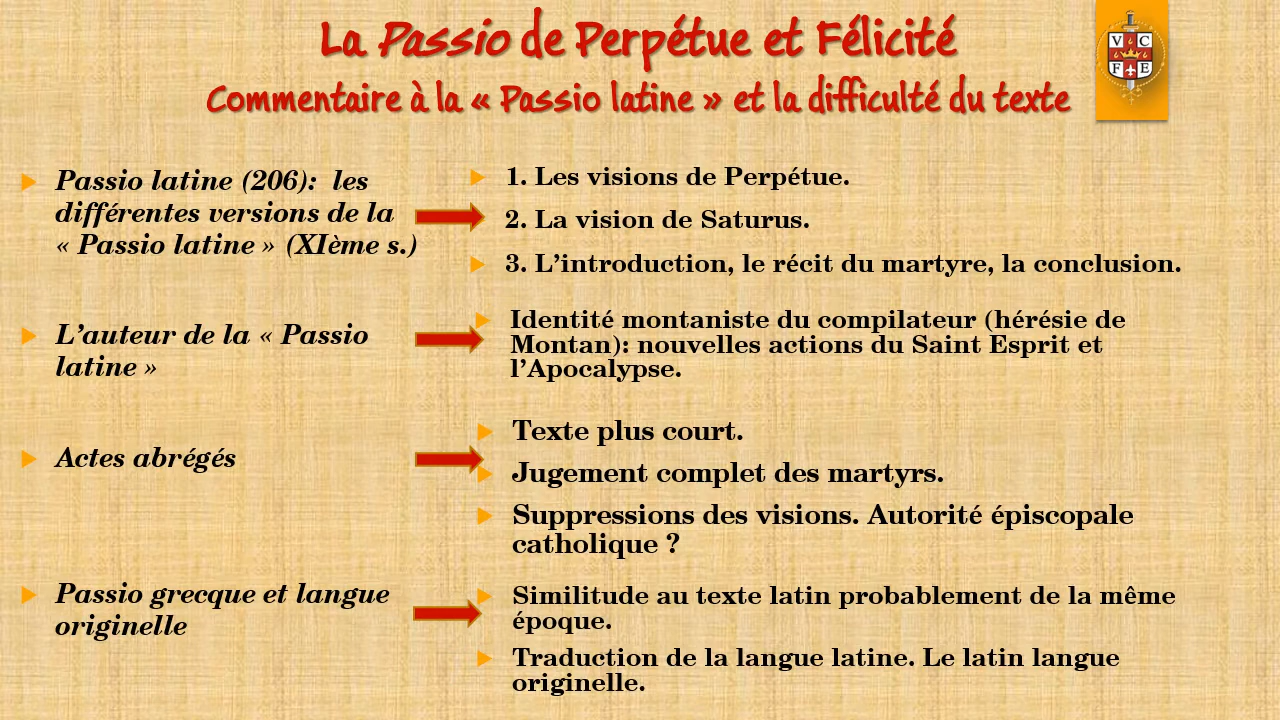 La Passio de Perpétue et Félicité
Commentaire à la « Passio latine » et la difficulté du texte
V C
F E
Passio latine (206): les
différentes versions de la
« Passio latine » (XIème s.)
1. Les visions de Perpétue.
2. La vision de Saturus.
3. L’introduction, le récit du martyre, la conclusion.
L’auteur de la « Passio
latine »
Identité montaniste du compilateur (hérésie de
Montan): nouvelles actions du Saint Esprit et
l’Apocalypse.
Actes abrégés
Texte plus court.
Jugement complet des martyrs.
Suppressions des visions. Autorité épiscopale
catholique ?
Passio grecque et langue
originelle
Similitude au texte latin probablement de la même
époque.
Traduction de la langue latine. Le latin langue
originelle.